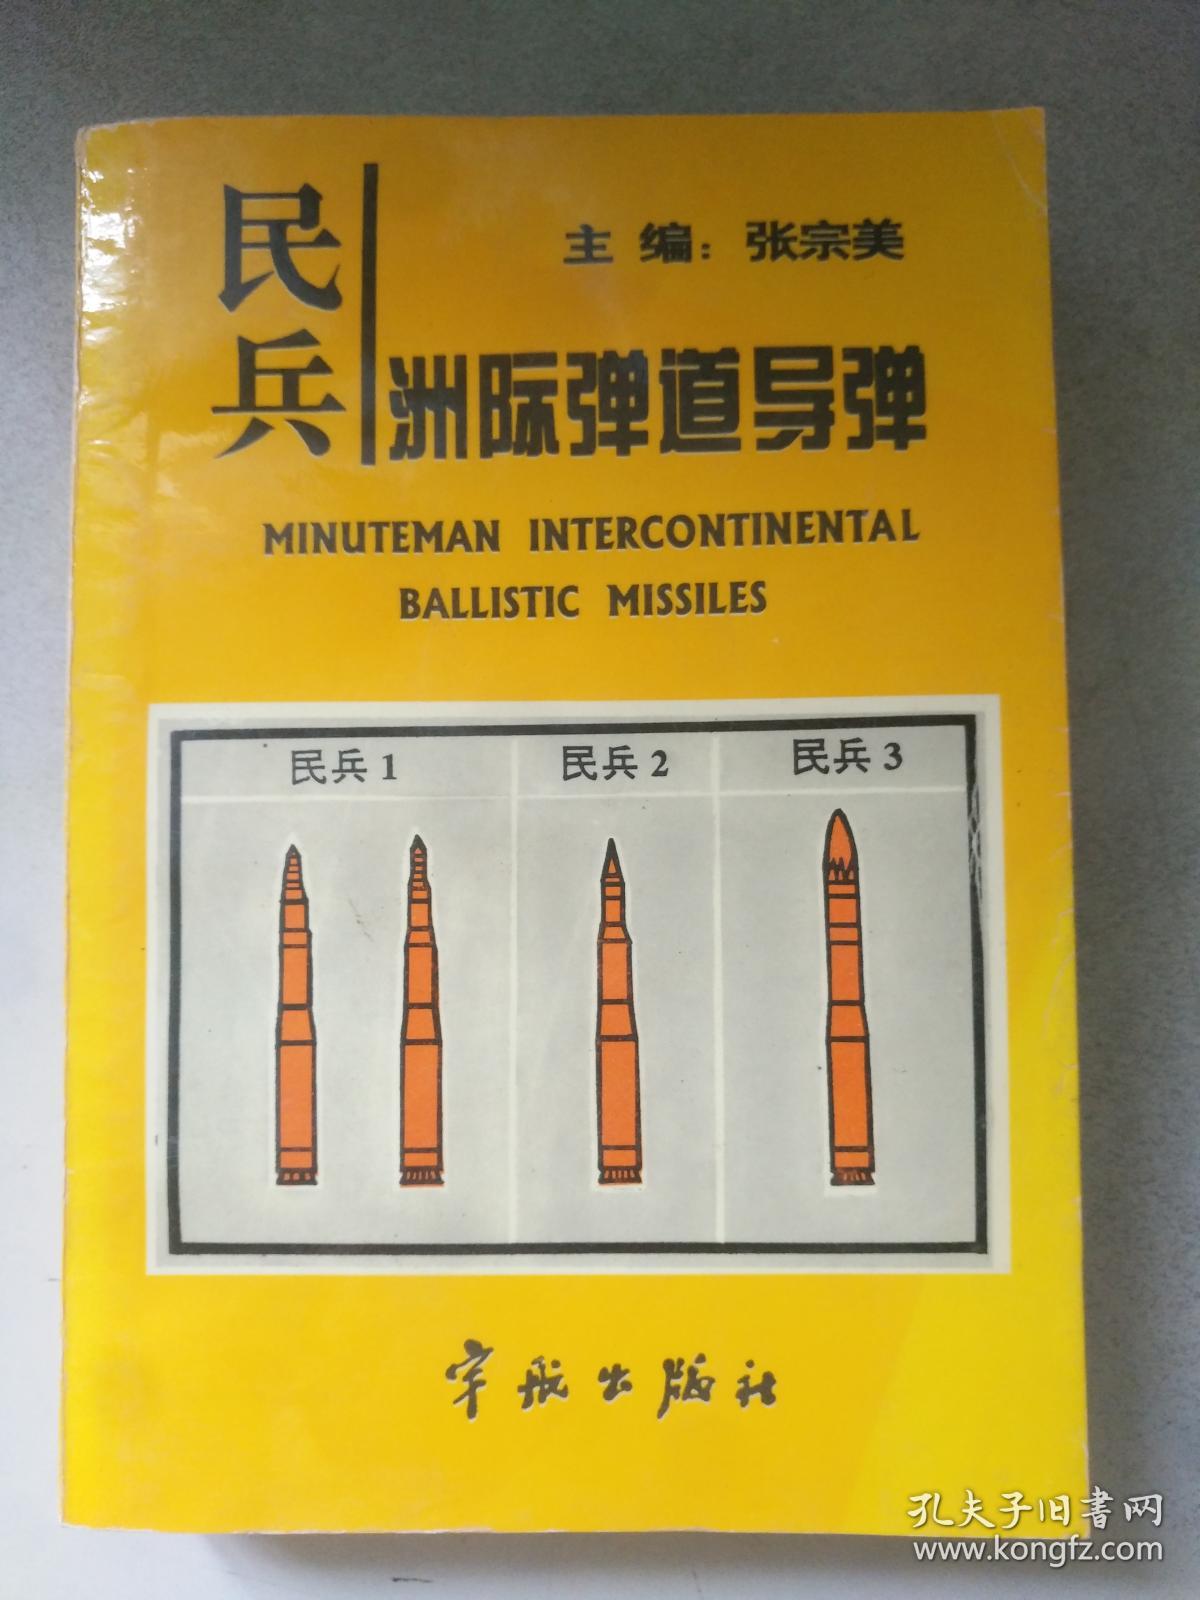 民兵
主编：张宗美
洲际弹道导弹
MINUTEMAN INTERCONTINENTAL
BALLISTIC MISSILES
民兵1 民兵2 民兵3
宇航出版社
孔夫子旧书网
www.kongfz.com